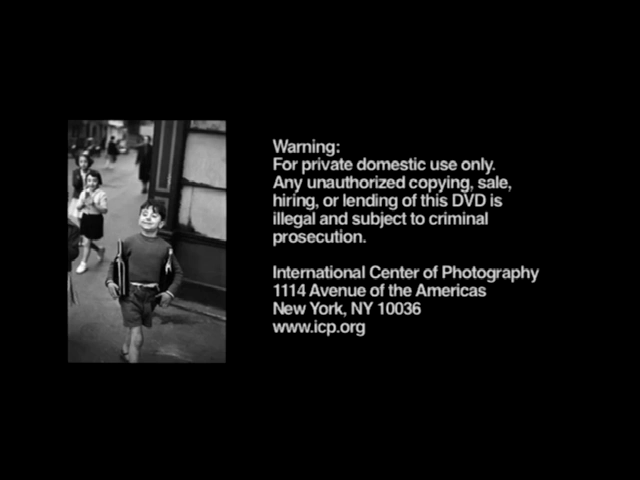 Warning:
For private domestic use only.
Any unauthorized copying, sale,
hiring, or lending of this DVD is
illegal and subject to criminal
prosecution.
International Center of Photography
1114 Avenue of the Americas
New York, NY 10036
www.icp.org